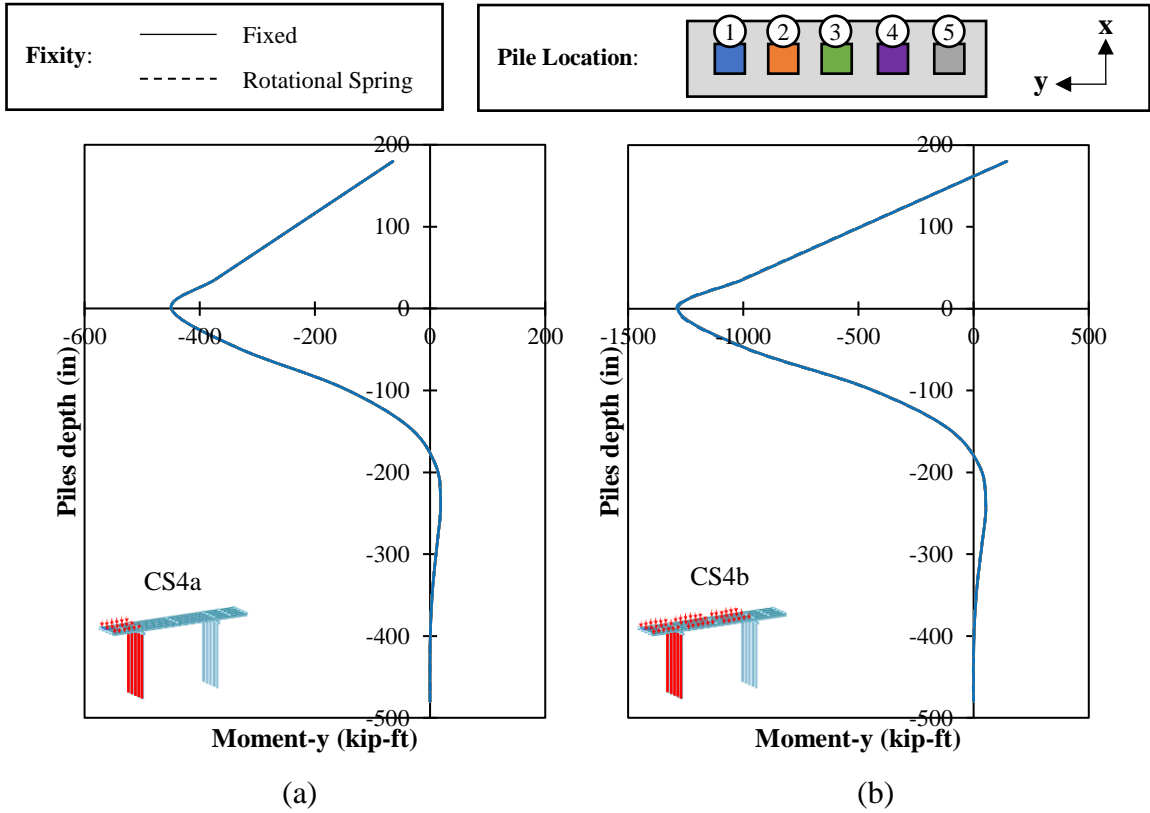 Fixity:
Fixed
Rotational Spring
Pile Location:
1 2 3 4 5
x
y
200
100
0
-100
-200
-300
-400
-500
-600 -400 -200 0 200
Piles depth (in)
Moment-y (kip-ft)
CS4a
(a)
200
100
0
-100
-200
-300
-400
-500
-1500 -1000 -500 0 500
Piles depth (in)
Moment-y (kip-ft)
CS4b
(b)